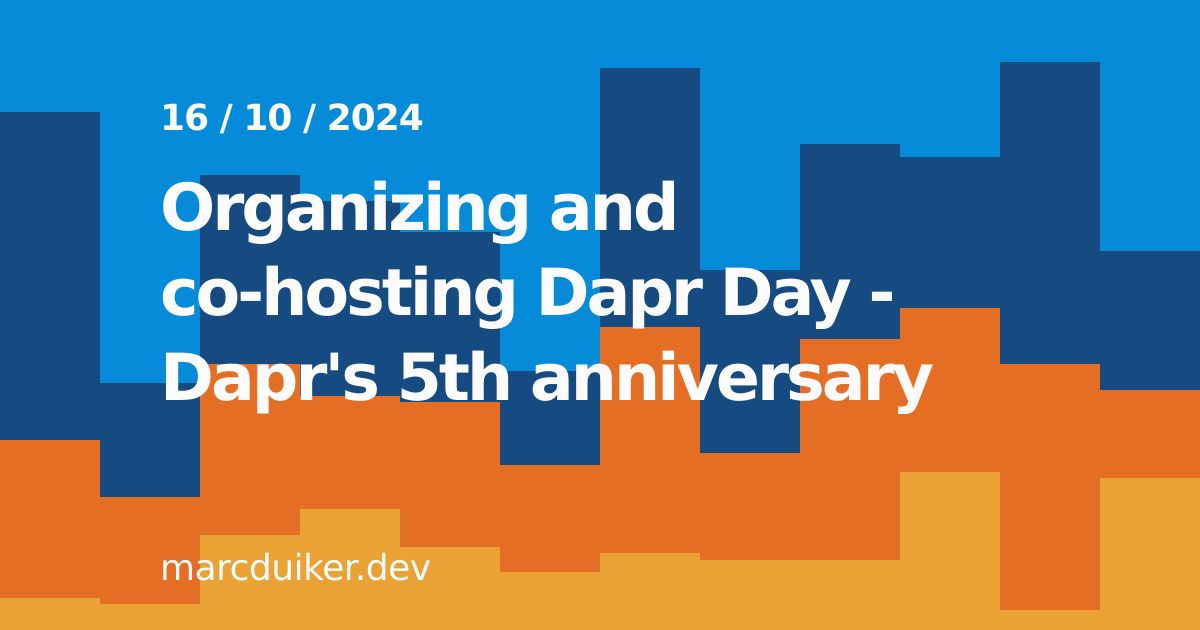 16 / 10 / 2024
Organizing and
co-hosting Dapr Day -
Dapr's 5th anniversary
marcduiker.dev